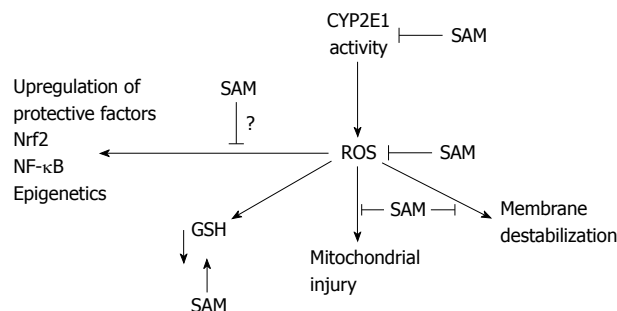 CYP2E1
activity
SAM
Upregulation of
protective factors
Nrf2
NF-κB
Epigenetics
SAM
?
ROS
SAM
GSH
SAM
SAM
Mitochondrial
injury
Membrane
destabilization